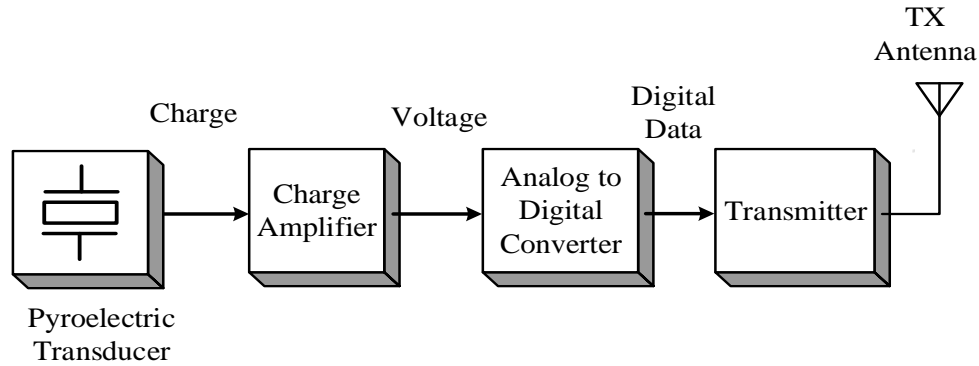 TX
Antenna
Charge
Voltage
Digital
Data
Charge
Amplifier
Analog to
Digital
Converter
Transmitter
Pyroelectric
Transducer